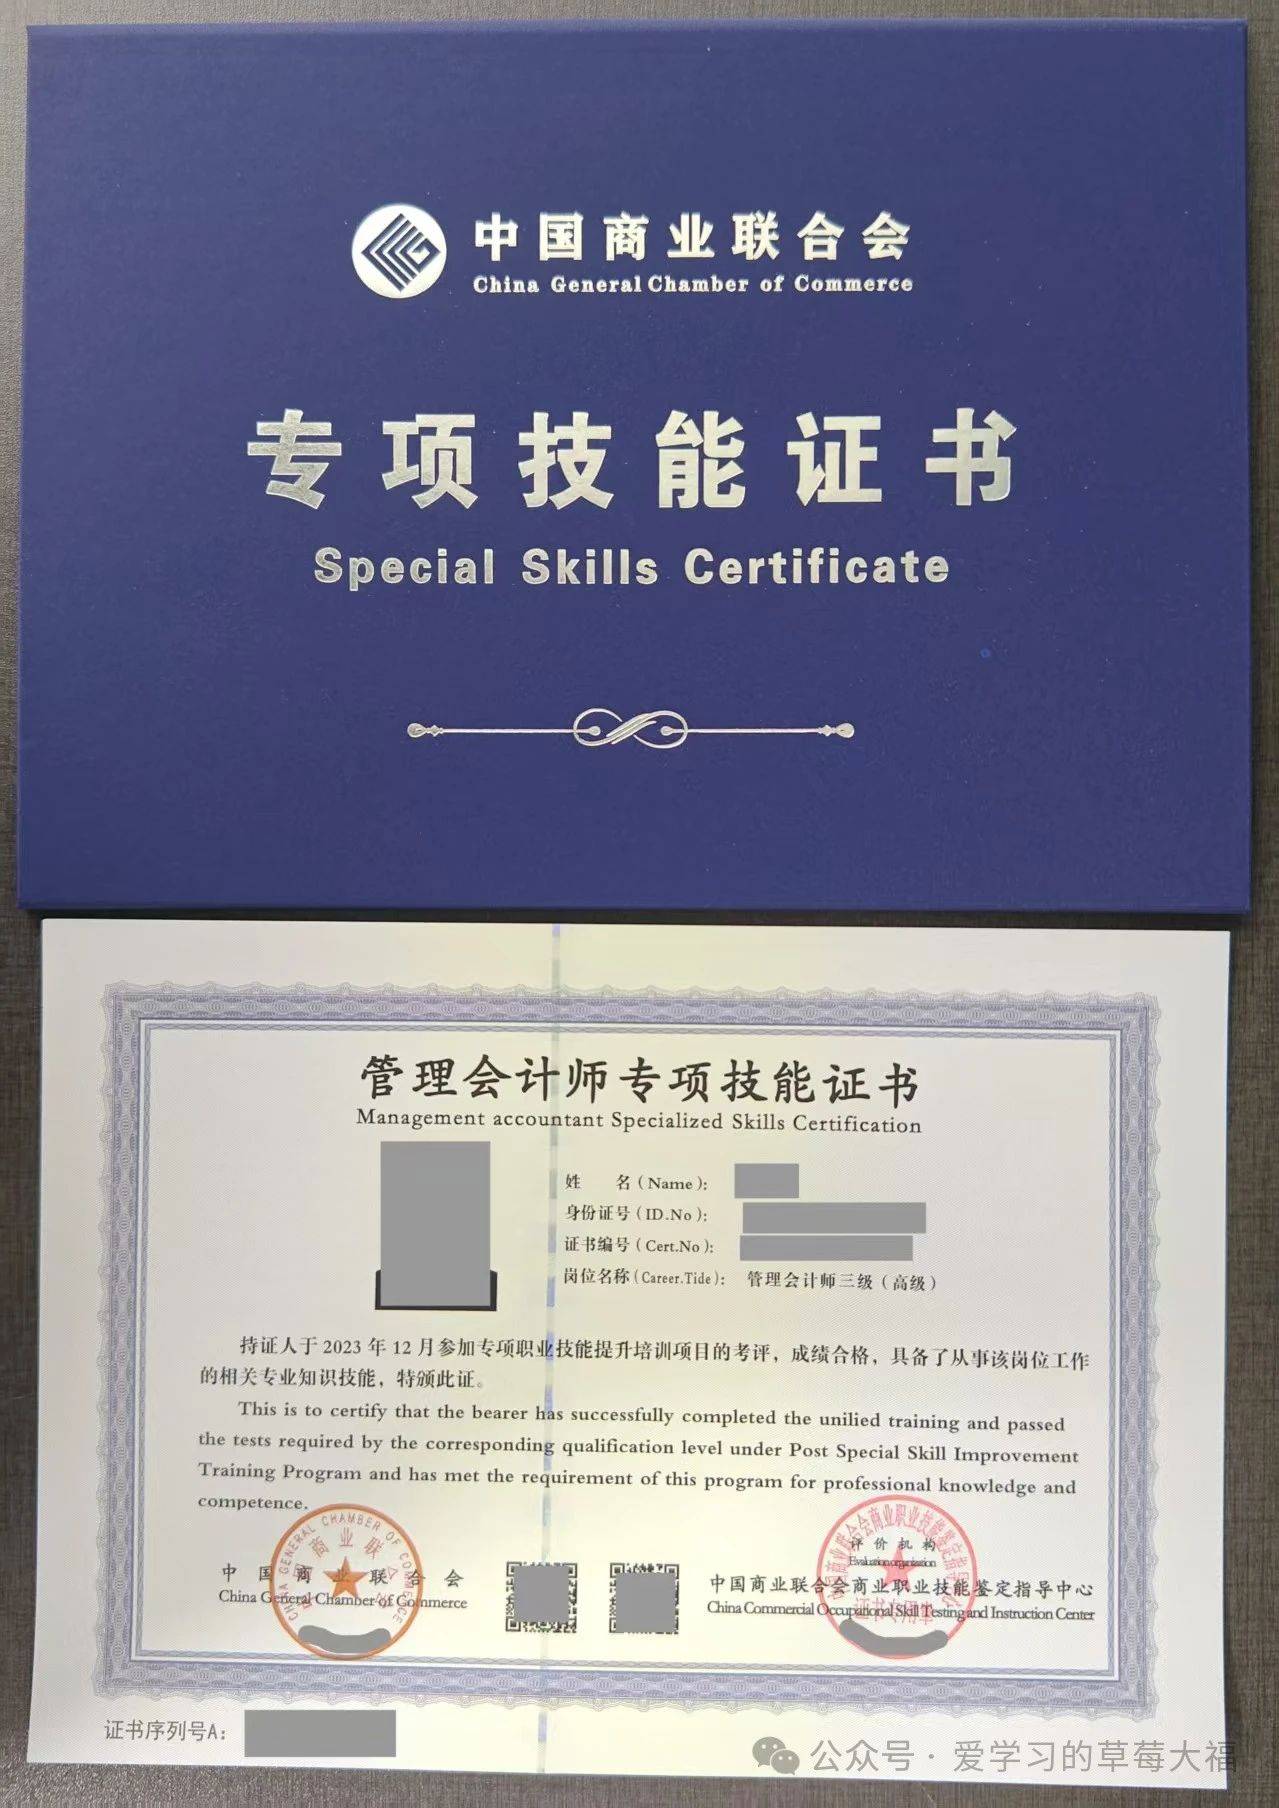 中国商业联合会
China General Chamber of Commerce
专项技能证书
Special Skills Certificate
管理会计师专项技能证书
Management accountant Specialized Skills Certification
姓 名(Name):
身份证号(ID.No):
证书编号(Cert.No):
岗位名称(Career.Tide): 管理会计师三级(高级)
持证人于2023年12月参加专项职业技能提升培训项目的考评,成绩合格,具备了从事该岗位工作
的相关专业知识技能,特颁此证。
This is to certify that the bearer has successfully completed the unilied training and passed
the tests required by the corresponding qualification level under Post Special Skill Improvement
Training Program and has met the requirement of this program for professional knowledge and
competence.
CHINA GENERAL CHAMBER OF COMMERCE
中国商业联合会
中国商业联合会
China General Chamber of Commerce
评价机构
Evaluation organization
中国商业联合会商业职业技能鉴定指导中心
China Commercial Occupational Skill Testing and Instruction Center
证书序列号A:
公众号·爱学习的草莓大福